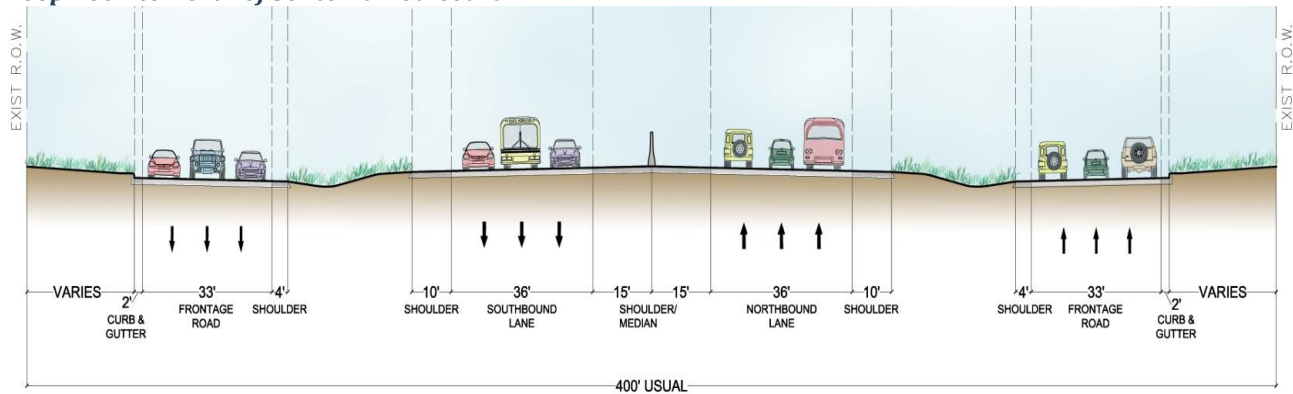 EXIST R.O.W.
EXIST R.O.W.
VARIES
2'
CURB &
GUTTER
33'
FRONTAGE
ROAD
4'
SHOULDER
10'
SHOULDER
36'
SOUTHBOUND
LANE
15'
15'
SHOULDER/
MEDIAN
36'
NORTHBOUND
LANE
10'
SHOULDER
4'
SHOULDER
33'
FRONTAGE
ROAD
2'
CURB &
GUTTER
VARIES
400' USUAL